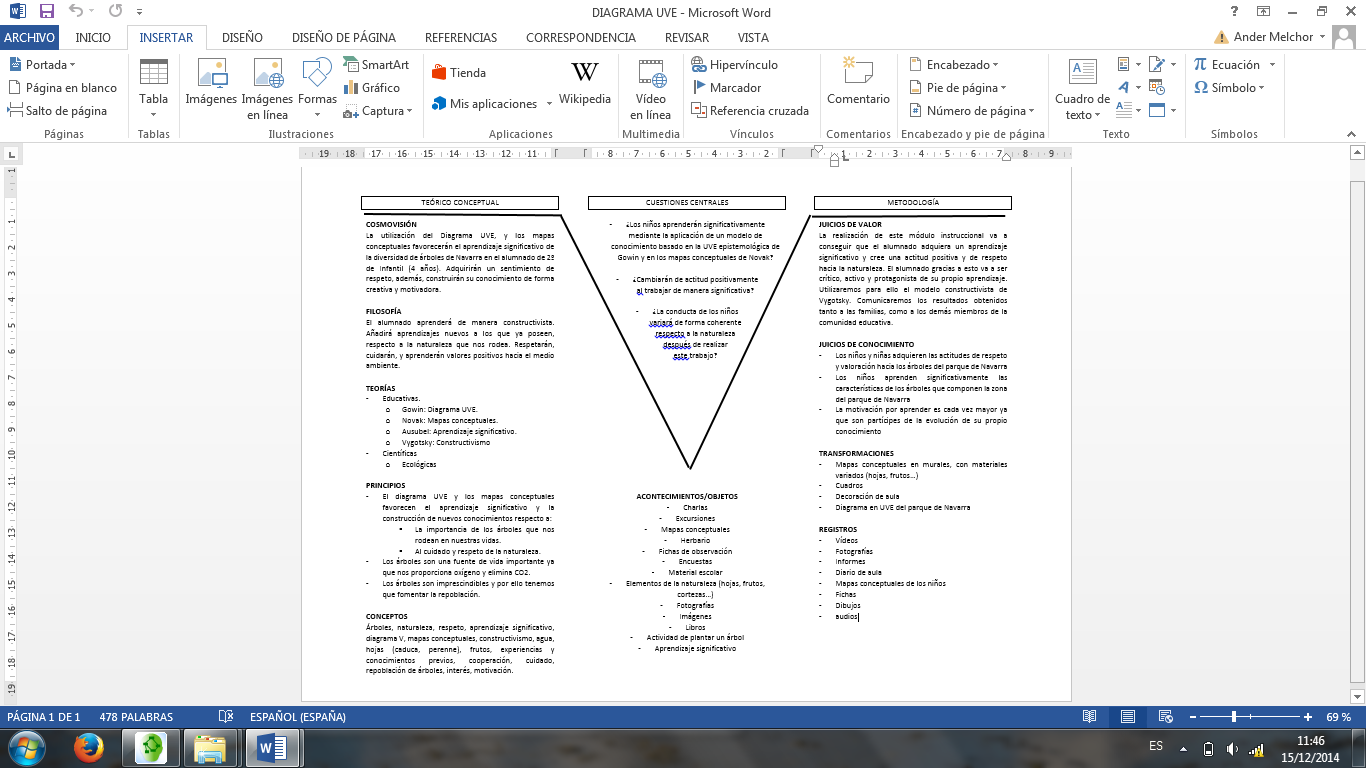 DIAGRAMA UVE - Microsoft Word
ARCHIVO INICIO INSERTAR DISEÑO DISEÑO DE PÁGINA REFERENCIAS CORRESPONDENCIA REVISAR VISTA
Ander Melchor
Portada
Página en blanco
Salto de página
Páginas
Tabla
Tablas
Imágenes
Imágenes en línea
Formas
SmartArt
Gráfico
Captura
Ilustraciones
Tienda
Mis aplicaciones
Wikipedia
Aplicaciones
Vídeo en línea
Multimedia
Hipervínculo
Marcador
Referencia cruzada
Vínculos
Comentario
Comentarios
Encabezado
Pie de página
Número de página
Encabezado y pie de página
Cuadro de texto
Texto
Ecuación
Símbolo
Símbolos
TEÓRICO CONCEPTUAL
COSMOVISIÓN
La utilización del Diagrama UVE, y los mapas
conceptuales favorecerán el aprendizaje significativo de
la diversidad de árboles de Navarra en el alumnado de 2º
de Infantil (4 años). Adquirirán un sentimiento de
respeto, además, construirán su conocimiento de forma
creativa y motivadora.
FILOSOFÍA
El alumnado aprenderá de manera constructivista.
Añadirá aprendizajes nuevos a los que ya poseen,
respecto a la naturaleza que nos rodea. Respetarán,
cuidarán, y aprenderán valores positivos hacia el medio
ambiente.
TEORÍAS
- Educativas.
o Gowin: Diagrama UVE.
o Novak: Mapas conceptuales.
o Ausubel: Aprendizaje significativo.
o Vygotsky: Constructivismo
- Científicas
o Ecológicas
PRINCIPIOS
- El diagrama UVE y los mapas conceptuales
favorecen el aprendizaje significativo y la
construcción de nuevos conocimientos respecto a:
▪ La importancia de los árboles que nos
rodean en nuestras vidas.
▪ Al cuidado y respeto de la naturaleza.
- Los árboles son una fuente de vida importante ya
que nos proporciona oxígeno y elimina CO2.
- Los árboles son imprescindibles y por ello tenemos
que fomentar la repoblación.
CONCEPTOS
Árboles, naturaleza, respeto, aprendizaje significativo,
diagrama V, mapas conceptuales, constructivismo, agua,
hojas (caduca, perenne), frutos, experiencias y
conocimientos previos, cooperación, cuidado,
repoblación de árboles, interés, motivación.
CUESTIONES CENTRALES
- ¿Los niños aprenderán significativamente
mediante la aplicación de un modelo de
conocimiento basado en la UVE epistemológica de
Gowin y en los mapas conceptuales de Novak?
- ¿Cambiarán de actitud positivamente
al trabajar de manera significativa?
- ¿La conducta de los niños
variará de forma coherente
respecto a la naturaleza
después de realizar
este trabajo?
ACONTECIMIENTOS/OBJETOS
- Charlas
- Excursiones
- Mapas conceptuales
- Herbario
- Fichas de observación
- Encuestas
- Material escolar
- Elementos de la naturaleza (hojas, frutos,
cortezas...)
- Fotografías
- Imágenes
- Libros
- Actividad de plantar un árbol
- Aprendizaje significativo
METODOLOGÍA
JUICIOS DE VALOR
La realización de este módulo instruccional va a
conseguir que el alumnado adquiera un aprendizaje
significativo y cree una actitud positiva y de respeto
hacia la naturaleza. El alumnado gracias a esto va a ser
crítico, activo y protagonista de su propio aprendizaje.
Utilizaremos para ello el modelo constructivista de
Vygotsky. Comunicaremos los resultados obtenidos
tanto a las familias, como a los demás miembros de la
comunidad educativa.
JUICIOS DE CONOCIMIENTO
- Los niños y niñas adquieren las actitudes de respeto
y valoración hacia los árboles del parque de Navarra
- Los niños aprenden significativamente las
características de los árboles que componen la zona
del parque de Navarra
- La motivación por aprender es cada vez mayor ya
que son partícipes de la evolución de su propio
conocimiento
TRANSFORMACIONES
- Mapas conceptuales en murales, con materiales
variados (hojas, frutos...)
- Cuadros
- Decoración de aula
- Diagrama en UVE del parque de Navarra
REGISTROS
- Vídeos
- Fotografías
- Informes
- Diario de aula
- Mapas conceptuales de los niños
- Fichas
- Dibujos
- audios
PÁGINA 1 DE 1 478 PALABRAS ESPAÑOL (ESPAÑA) 69 %
ES 11:46
15/12/2014